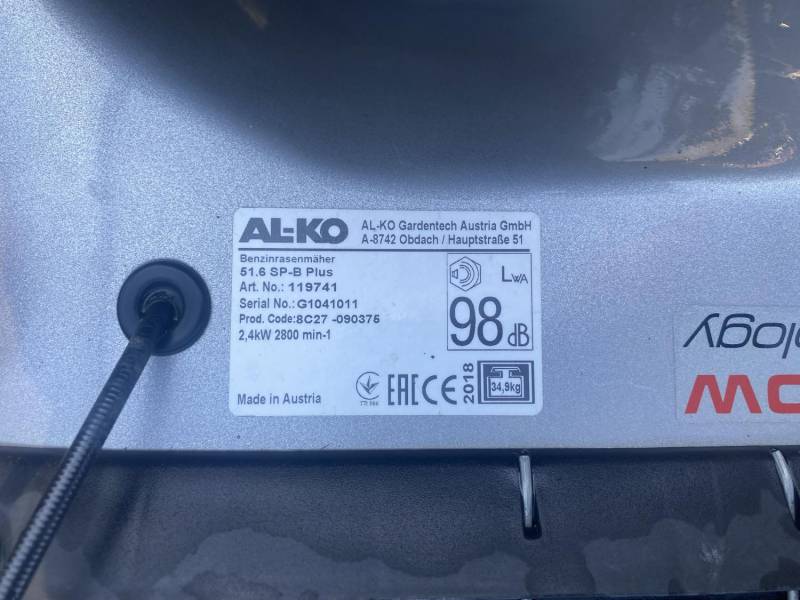 AL-KO
AL-KO Gardentech Austria GmbH
A-8742 Obdach / Hauptstraße 51
Benzinrasenmäher
51.6 SP-B Plus
Art. No.: 119741
Serial No.: G1041011
Prod. Code:8C27 -090375
2,4kW 2800 min-1
LWA
98 dB
Made in Austria
EAC CE
2018
34,9kg
ology
OW